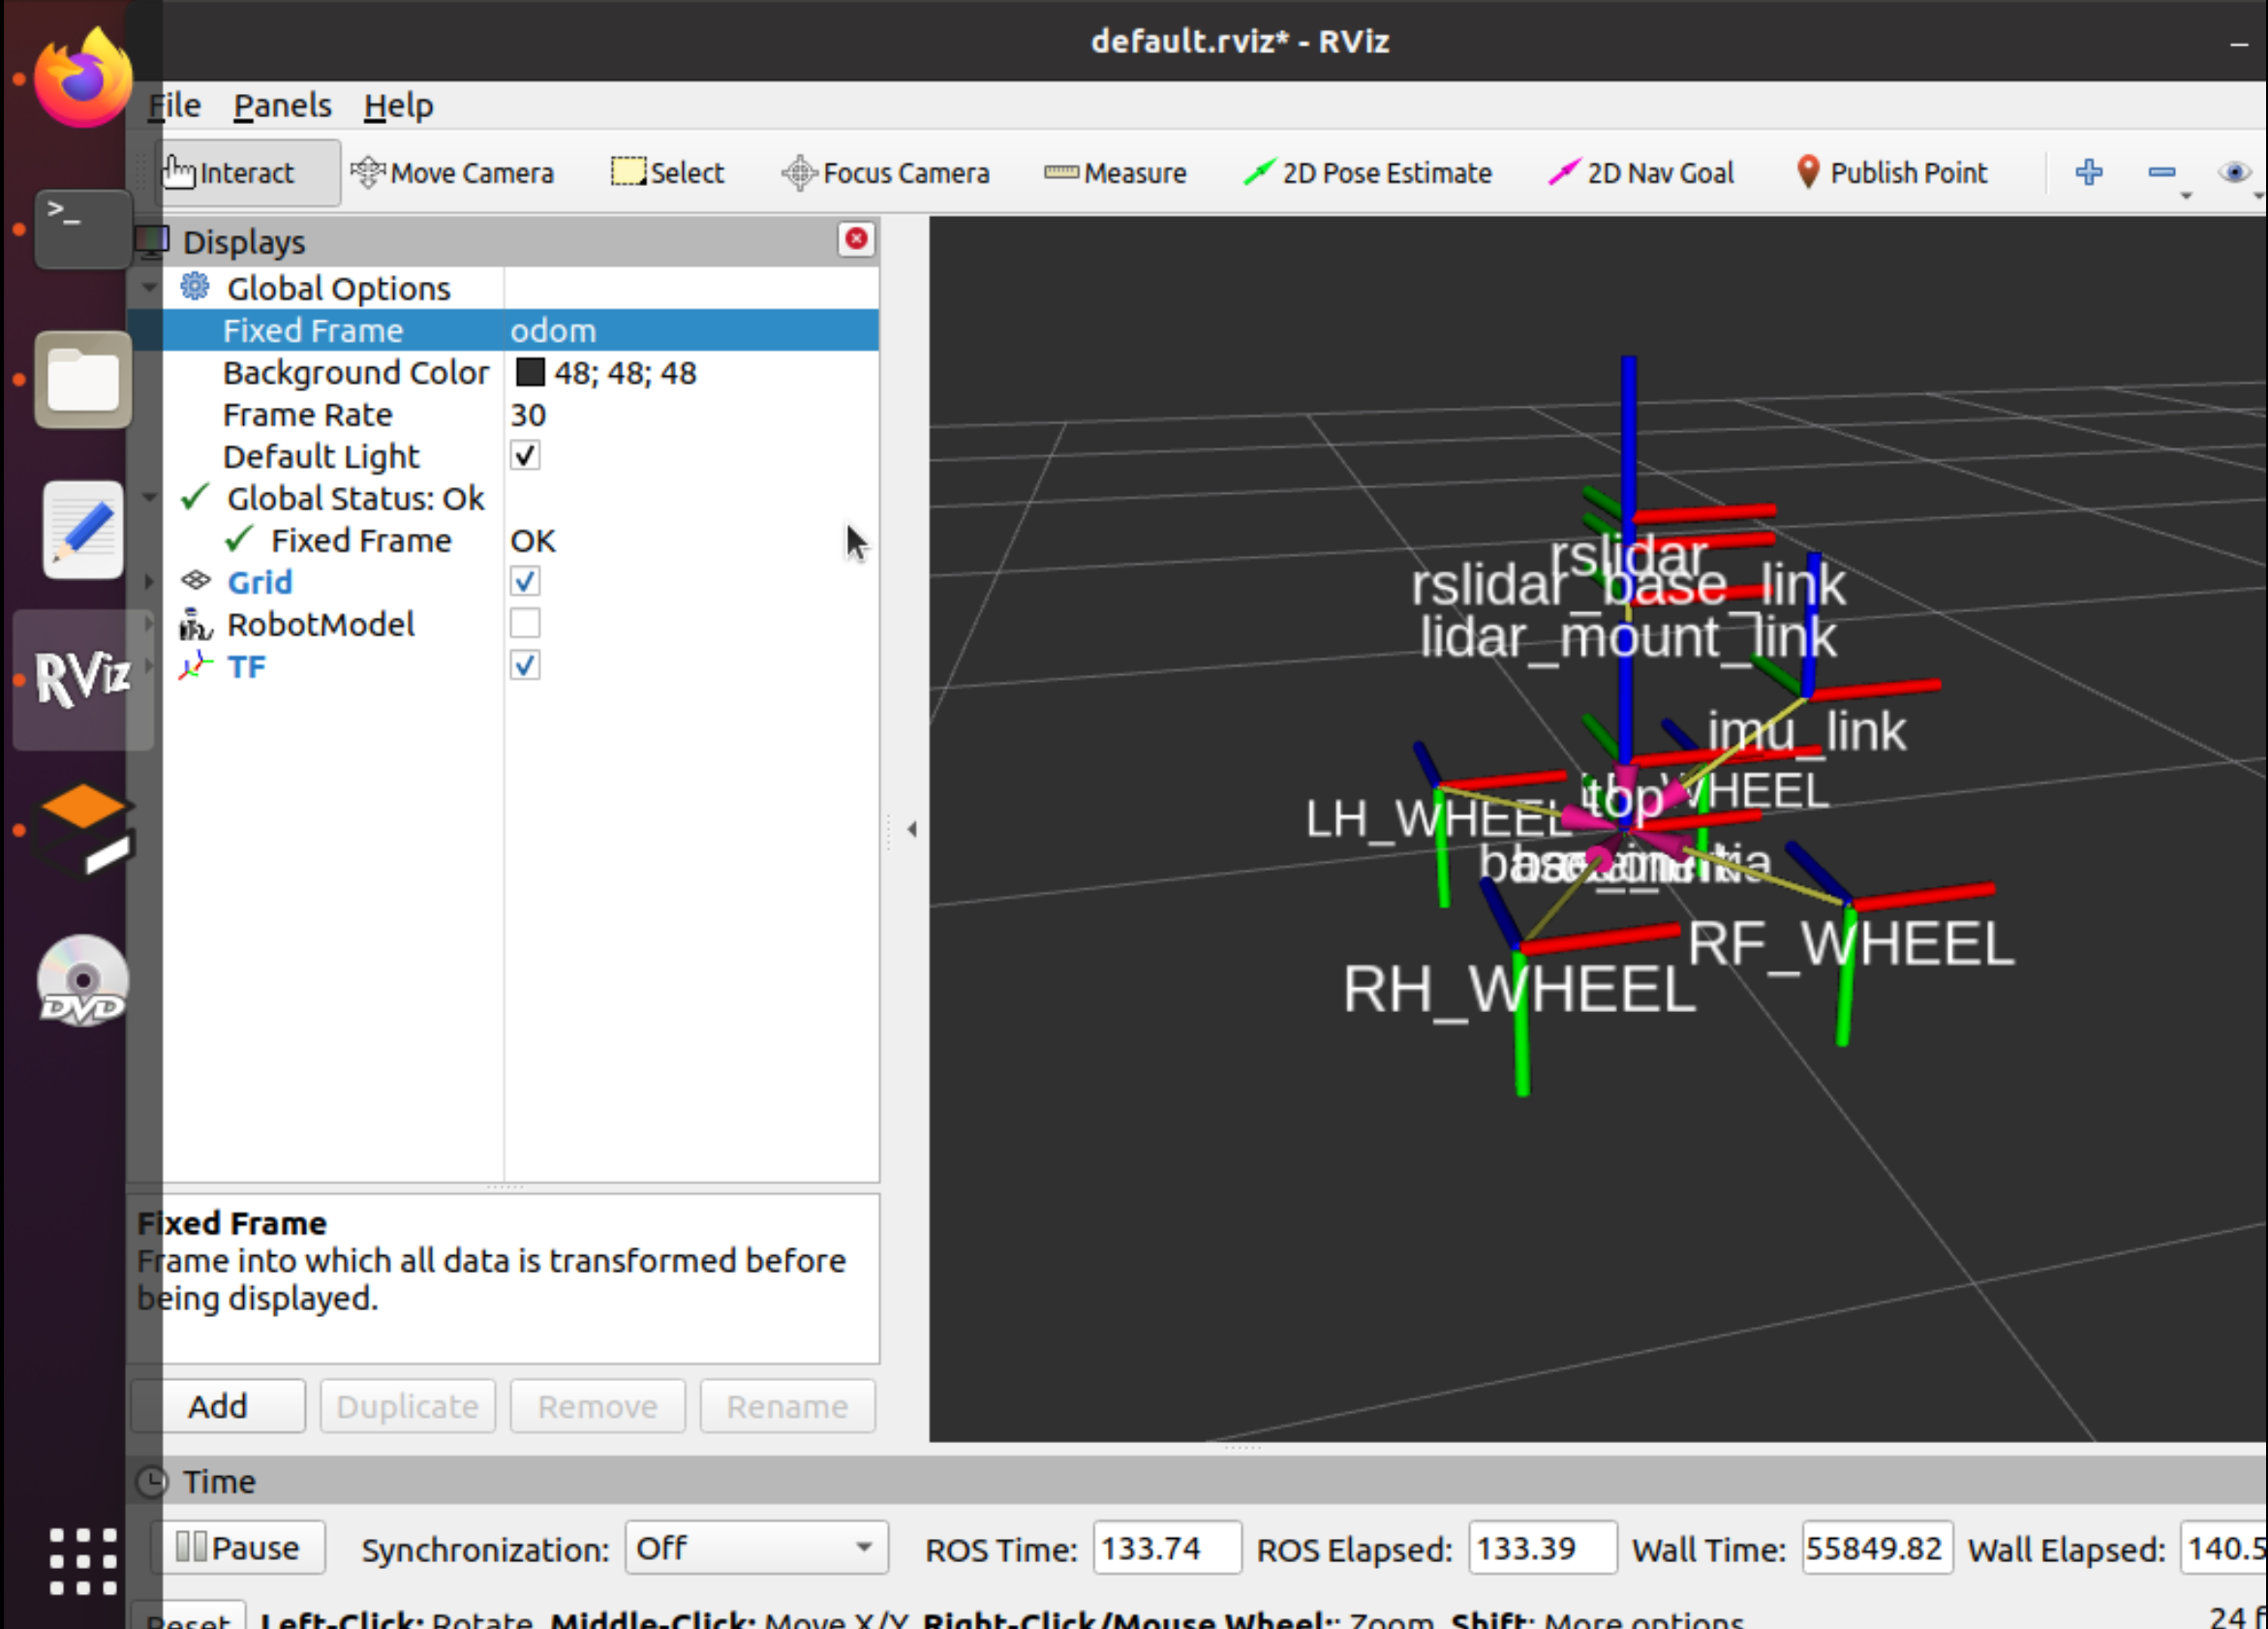 default.rviz* - RViz
File Panels Help
Interact Move Camera Select Focus Camera Measure 2D Pose Estimate 2D Nav Goal Publish Point
>_
Displays
Global Options
Fixed Frame odom
Background Color 48; 48; 48
Frame Rate 30
Default Light
Global Status: Ok
Fixed Frame OK
Grid
RobotModel
TF
RViz
DVD
rslidar
rslidar_base_link
lidar_mount_link
imu_link
top WHEEL
LH_WHEEL
RF_WHEEL
RH_WHEEL
Fixed Frame
Frame into which all data is transformed before
being displayed.
Add Duplicate Remove Rename
Time
Pause Synchronization: Off ROS Time: 133.74 ROS Elapsed: 133.39 Wall Time: 55849.82 Wall Elapsed: 140.5
Reset Left-Click: Rotate. Middle-Click: Move X/Y. Right-Click/Mouse Wheel:: Zoom. Shift: More options. 24 f